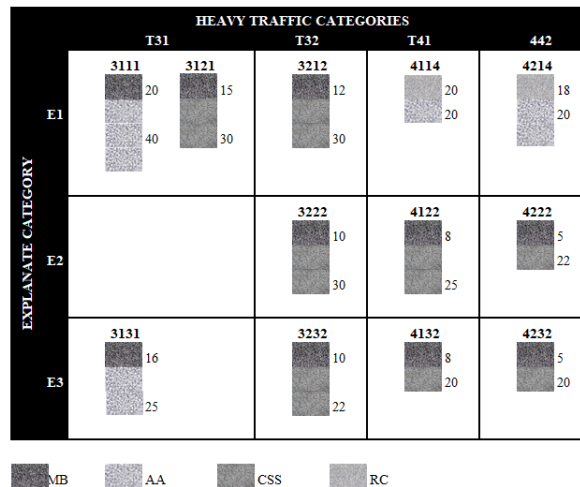 HEAVY TRAFFIC CATEGORIES
T31 T32 T41 442
EXPLANATE CATEGORY
E1
3111 3121 3212 4114 4214
20 15 12 20 18
40 30 30 20 20
E2
3222 4122 4222
10 8 5
30 25 22
E3
3131 3232 4132 4232
16 10 8 5
25 22 20 20
MB AA CSS RC